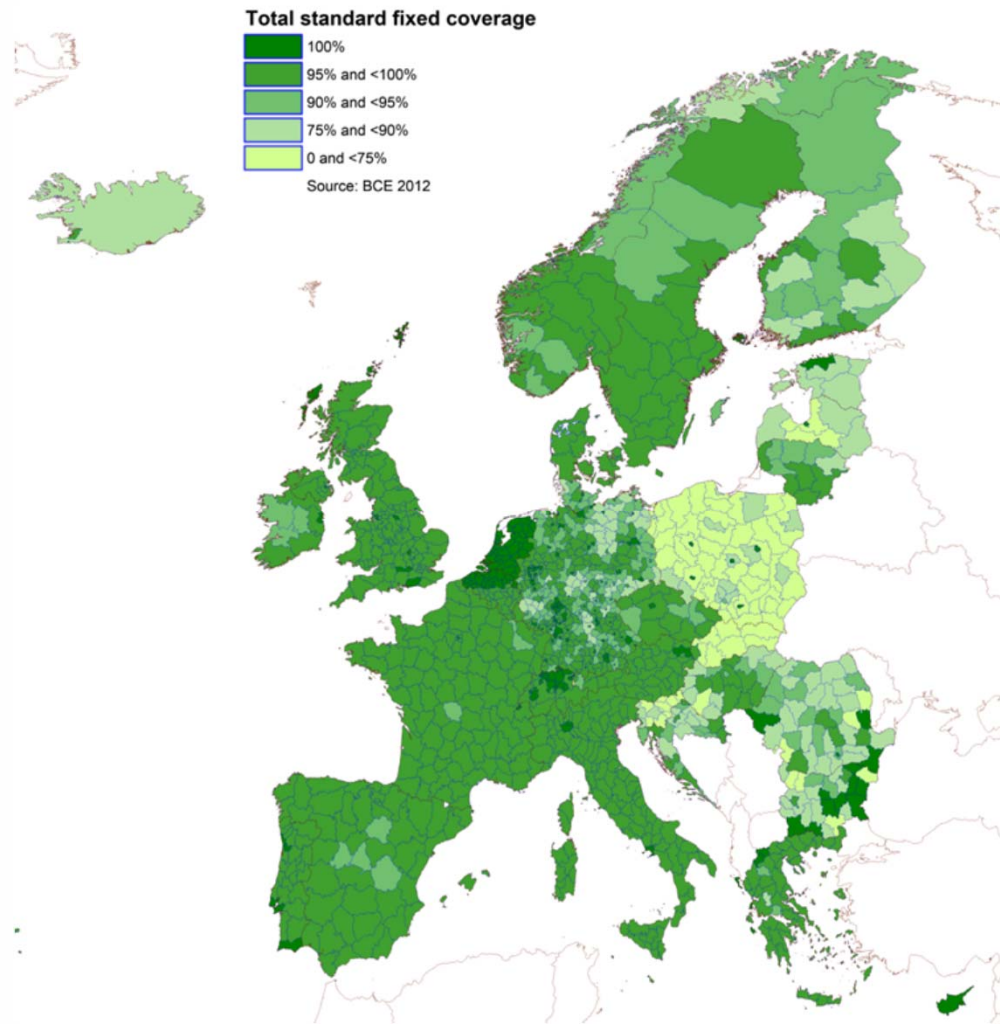 Total standard fixed coverage
100%
95% and <100%
90% and <95%
75% and <90%
0 and <75%
Source: BCE 2012